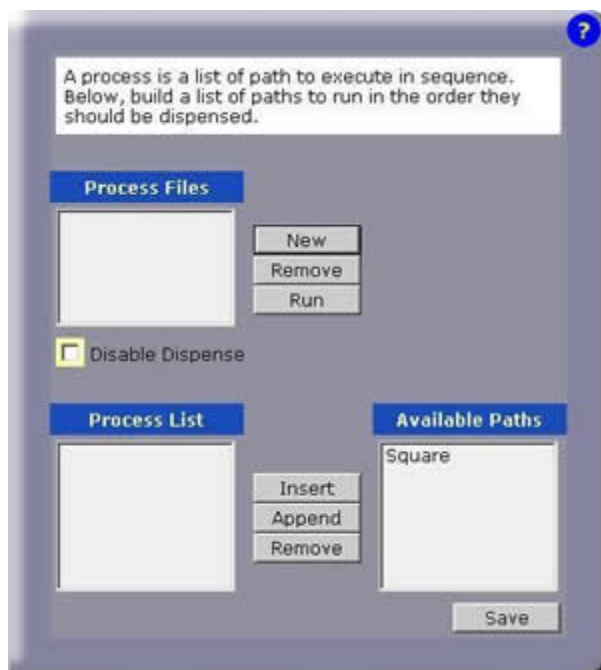 ?
A process is a list of path to execute in sequence.
Below, build a list of paths to run in the order they
should be dispensed.
Process Files
New
Remove
Run
Disable Dispense
Process List
Available Paths
Square
Insert
Append
Remove
Save